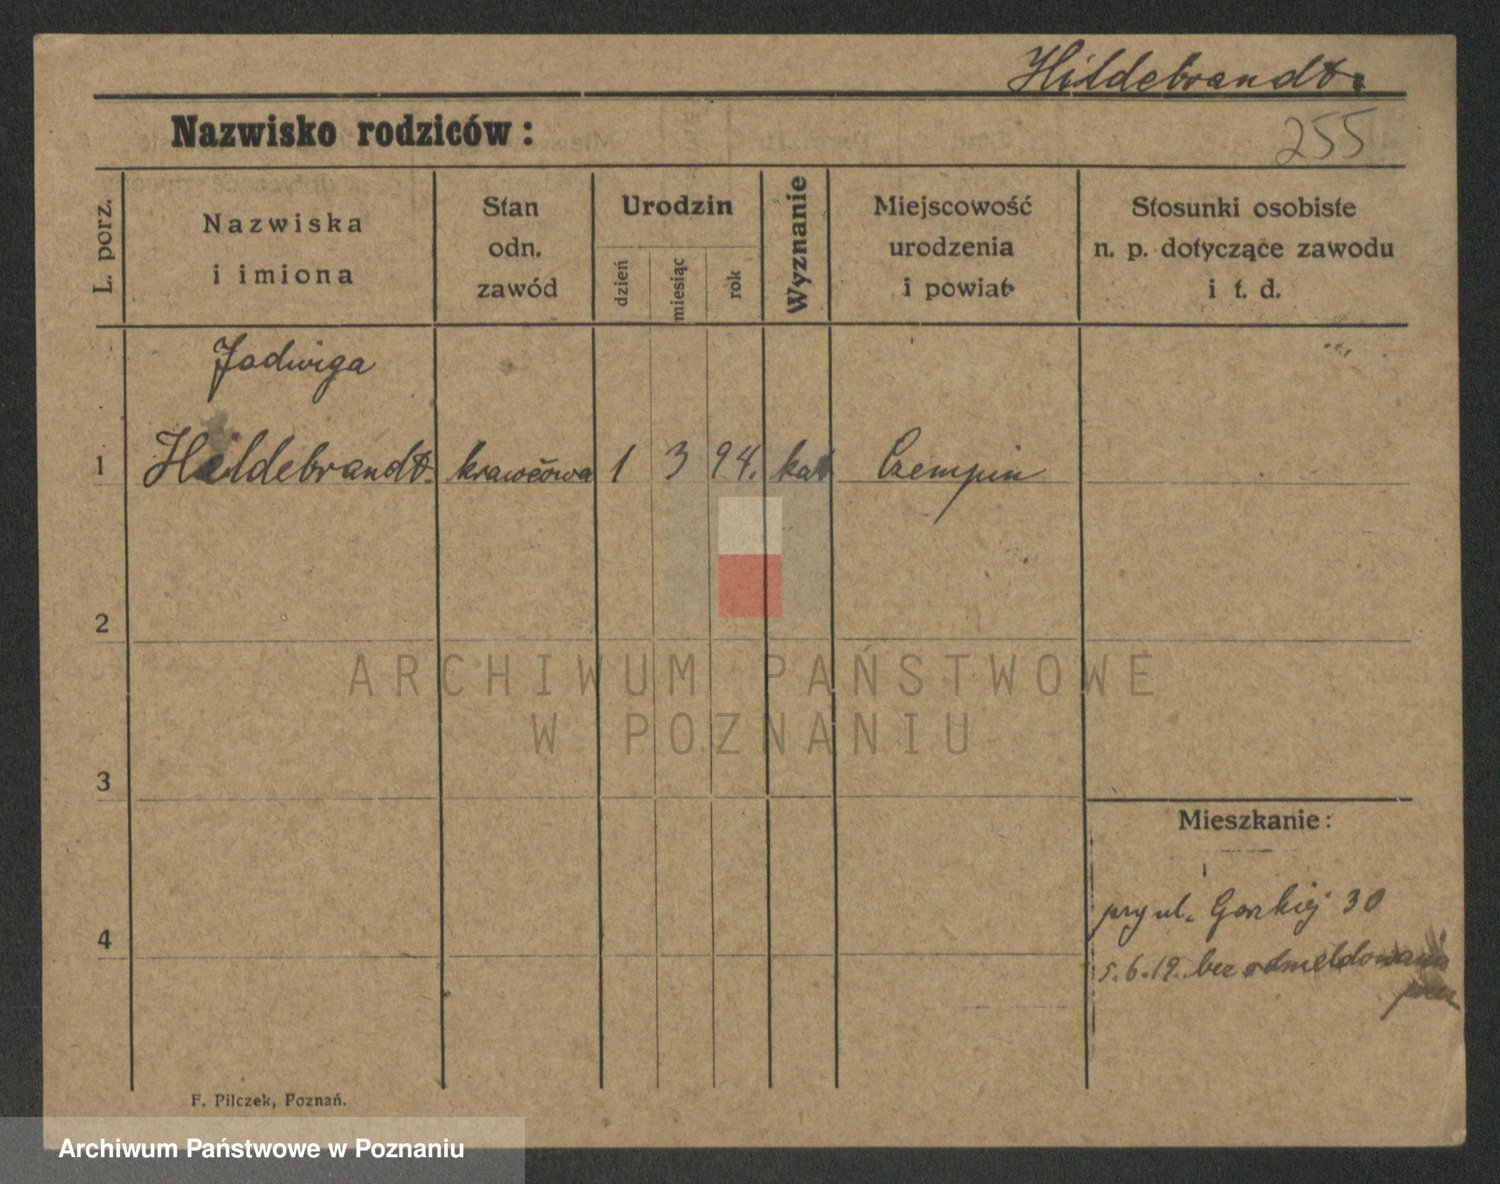 Hildebrandt.
Nazwisko rodziców:
255
L. porz.
Nazwiska
i imiona
Stan
odn.
zawód
Urodzin
dzień
miesiąc
rok
Wyznanie
Miejscowość
urodzenia
i powiat
Stosunki osobiste
n. p. dotyczące zawodu
i t. d.
Jadwiga
1 Hildebrandt. krawcowa 1 3 94. kat Czempin
2
ARCHIWUM PAŃSTWOWE
W POZNANIU
3
Mieszkanie:
przy ul. Gorkiej 30
4
5.6.19. bez odmeldowania
F. Pilczek, Poznań.
Archiwum Państwowe w Poznaniu